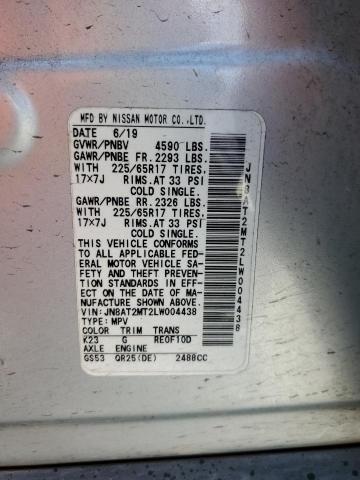 MFD BY NISSAN MOTOR CO.,LTD.
DATE 6/19
GVWR/PNBV 4590 LBS.
GAWR/PNBE FR. 2293 LBS.
WITH 225/65R17 TIRES,
17×7J RIMS, AT 33 PSI
COLD SINGLE.
GAWR/PNBE RR. 2326 LBS.
WITH 225/65R17 TIRES,
17×7J RIMS, AT 33 PSI
COLD SINGLE.
THIS VEHICLE CONFORMS
TO ALL APPLICABLE FED-
ERAL MOTOR VEHICLE SA-
FETY AND THEFT PREVEN-
TION STANDARDS IN EFF-
ECT ON THE DATE OF MA-
NUFACTURE SHOWN ABOVE.
VIN: JN8AT2MT2LW004438
TYPE: MPV
COLOR TRIM TRANS
K23 G RE0F10D
AXLE ENGINE
GS53 QR25(DE) 2488CC
JN8AT2MT2LW004438